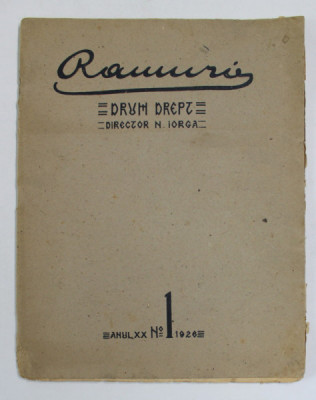 Ramuri
DRUM DREPT
DIRECTOR N. IORGA
ANUL XX No 1 1926